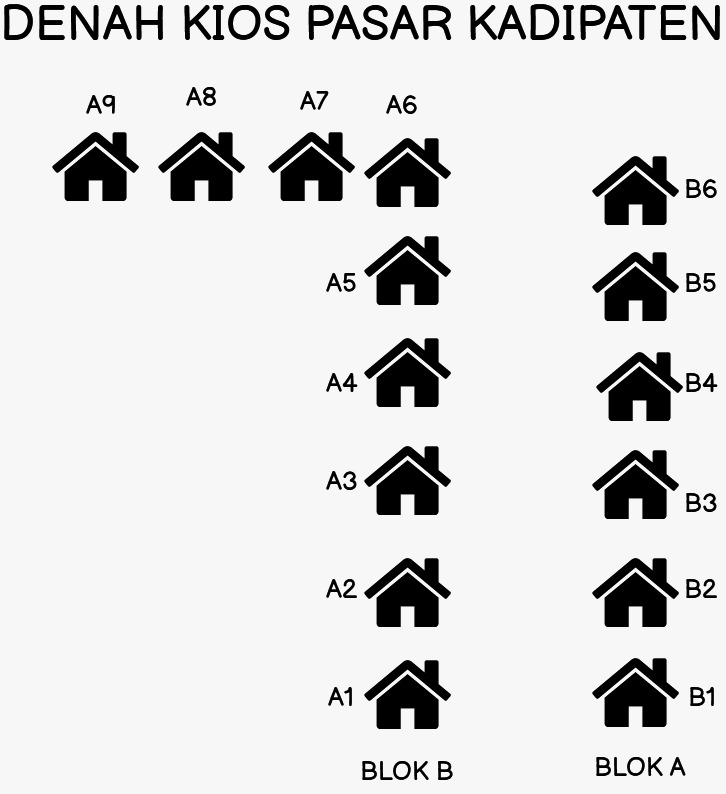 DENAH KIOS PASAR KADIPATEN
A9 A8 A7 A6
B6
A5 B5
A4 B4
A3 B3
A2 B2
A1 B1
BLOK B BLOK A